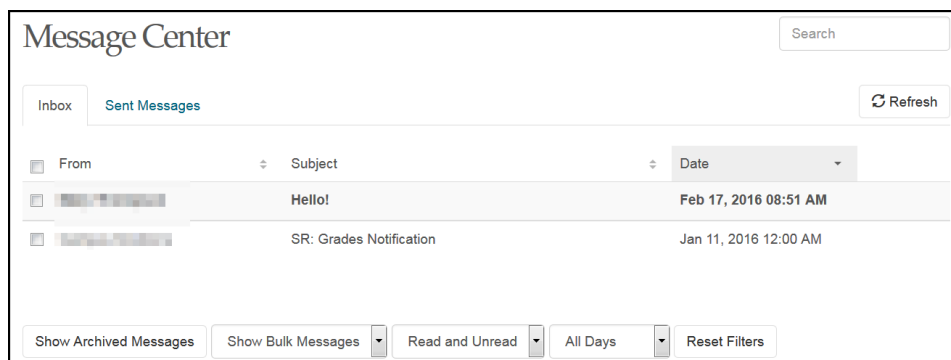 Message Center
Search
Inbox Sent Messages Refresh
From Subject Date
Hello! Feb 17, 2016 08:51 AM
SR: Grades Notification Jan 11, 2016 12:00 AM
Show Archived Messages Show Bulk Messages Read and Unread All Days Reset Filters